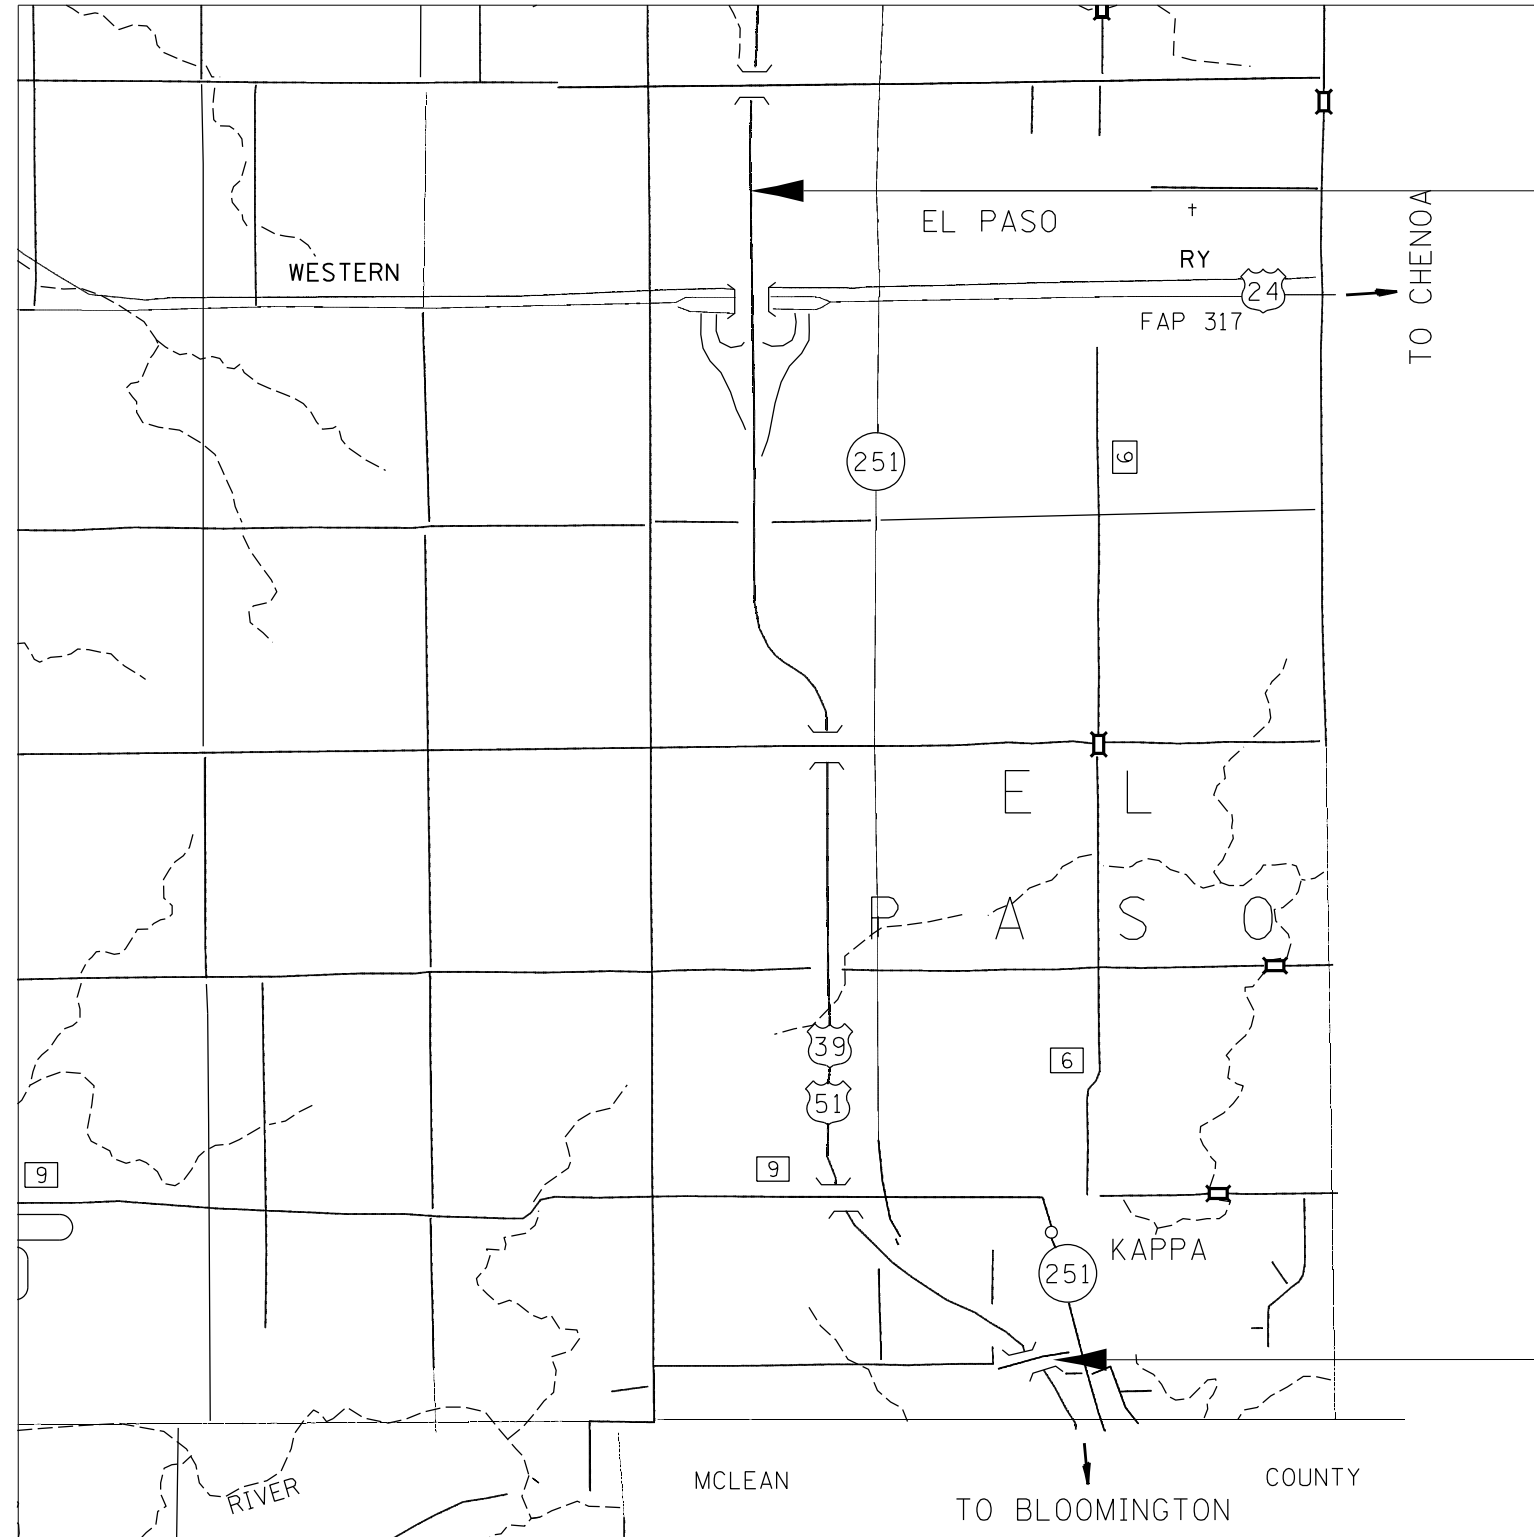 EL PASO
TO CHENOA
WESTERN
RY
24
FAP 317
251
9
E L
P A S O
39
6
51
9
9
KAPPA
251
RIVER
MCLEAN
COUNTY
TO BLOOMINGTON